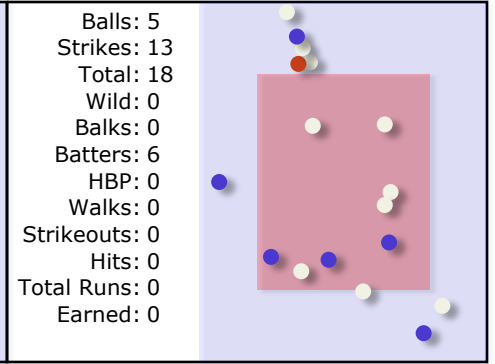 Balls: 5
Strikes: 13
Total: 18
Wild: 0
Balks: 0
Batters: 6
HBP: 0
Walks: 0
Strikeouts: 0
Hits: 0
Total Runs: 0
Earned: 0